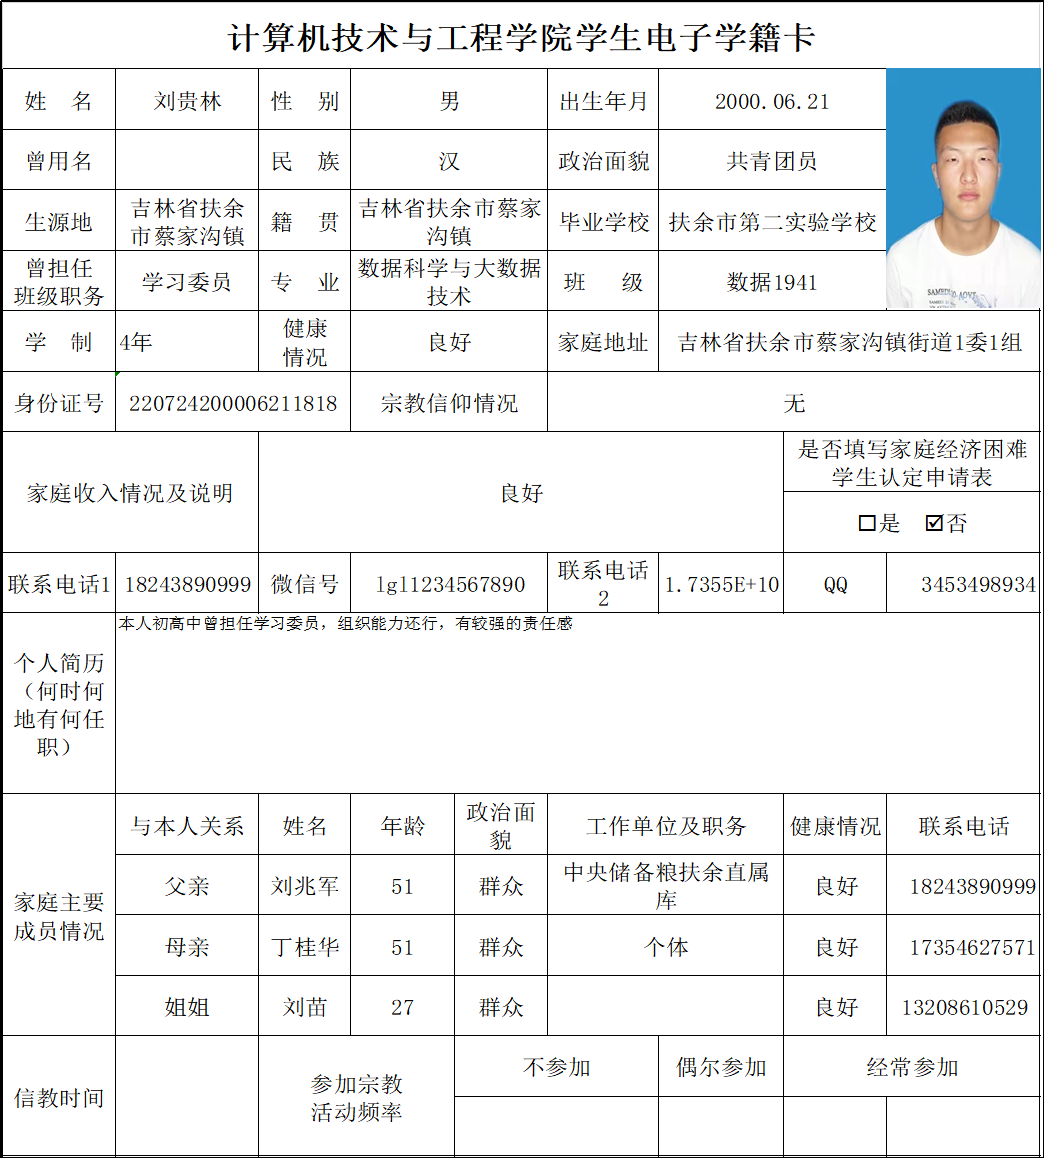 计算机技术与工程学院学生电子学籍卡
姓 名 刘贵林 性 别 男 出生年月 2000.06.21
曾用名 民 族 汉 政治面貌 共青团员
生源地 吉林省扶余
市蔡家沟镇 籍 贯 吉林省扶余市蔡家
沟镇 毕业学校 扶余市第二实验学校
曾担任
班级职务 学习委员 专 业 数据科学与大数据
技术 班 级 数据1941
学 制 4年 健康
情况 良好 家庭地址 吉林省扶余市蔡家沟镇街道1委1组
身份证号 220724200006211818 宗教信仰情况 无
家庭收入情况及说明 良好 是否填写家庭经济困难
学生认定申请表
□是 ☑否
联系电话1 18243890999 微信号 lgl1234567890 联系电话
2 1.7355E+10 QQ 3453498934
个人简历
（何时何
地有何任
职） 本人初高中曾担任学习委员，组织能力还行，有较强的责任感
家庭主要
成员情况 与本人关系 姓名 年龄 政治面
貌 工作单位及职务 健康情况 联系电话
父亲 刘兆军 51 群众 中央储备粮扶余直属
库 良好 18243890999
母亲 丁桂华 51 群众 个体 良好 17354627571
姐姐 刘苗 27 群众 良好 13208610529
信教时间 参加宗教
活动频率 不参加 偶尔参加 经常参加